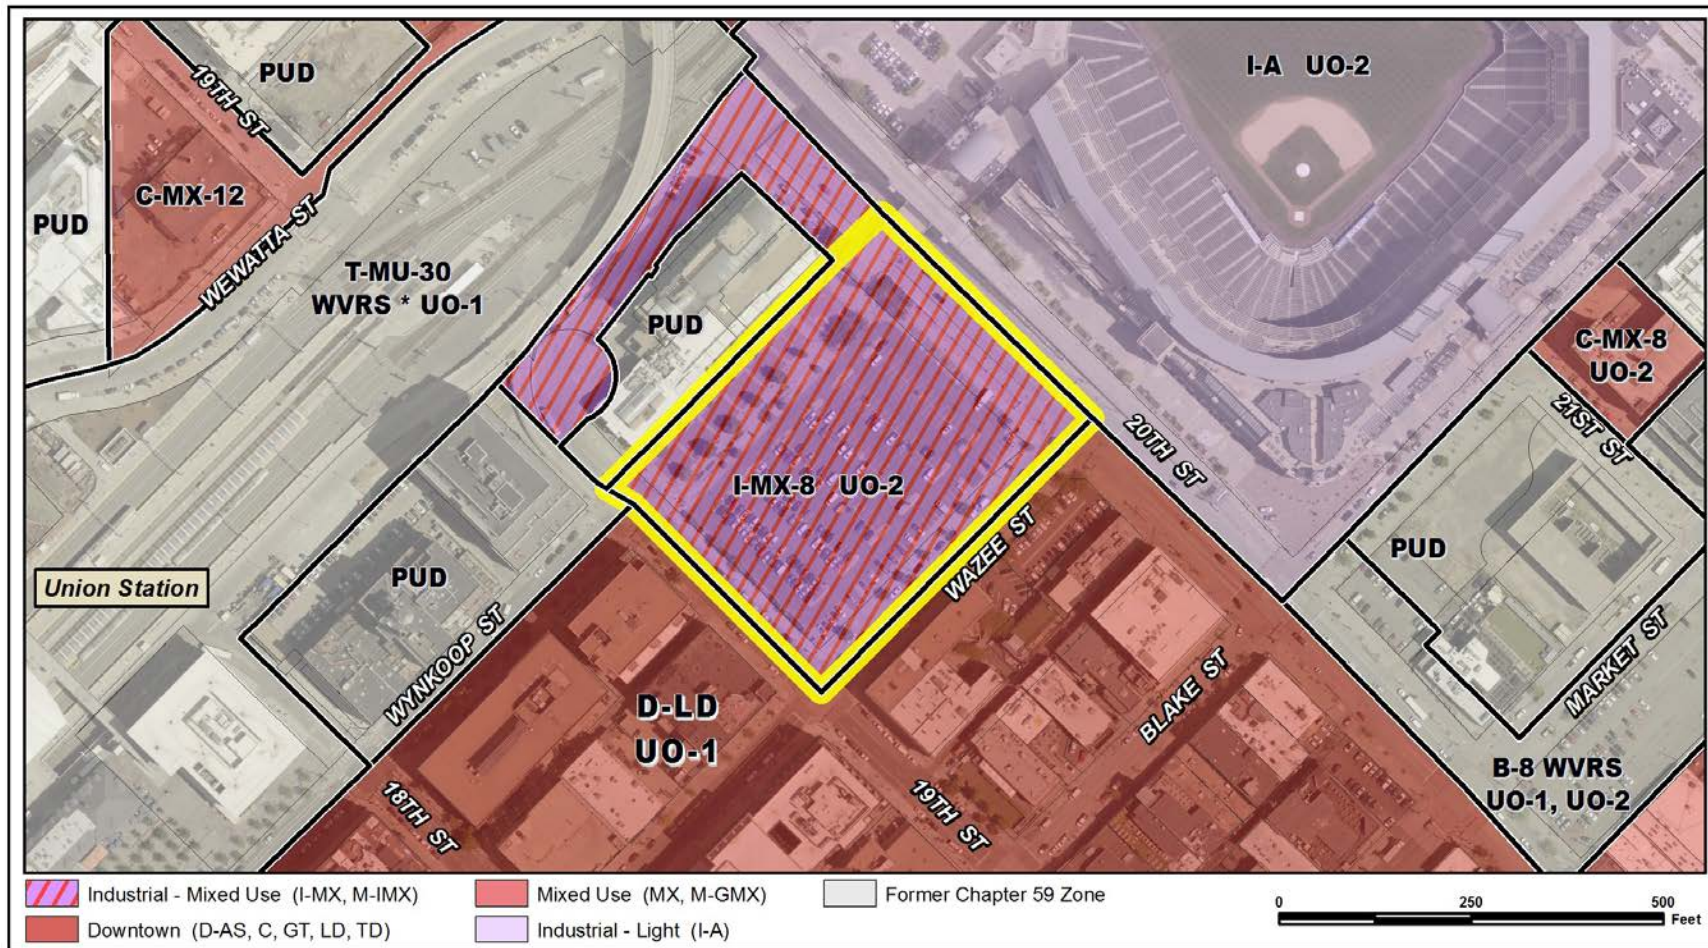 PUD
19TH ST
I-A UO-2
C-MX-12
PUD
WEWATTA ST
T-MU-30
WVRS * UO-1
PUD
C-MX-8
UO-2
20TH ST
21ST ST
I-MX-8 UO-2
WAZEE ST
PUD
PUD
Union Station
WYNKOOP ST
MARKET ST
BLAKE ST
D-LD
UO-1
B-8 WVRS
UO-1, UO-2
18TH ST
19TH ST
Industrial - Mixed Use (I-MX, M-IMX)
Mixed Use (MX, M-GMX)
Former Chapter 59 Zone
Downtown (D-AS, C, GT, LD, TD)
Industrial - Light (I-A)
0 250 500
Feet